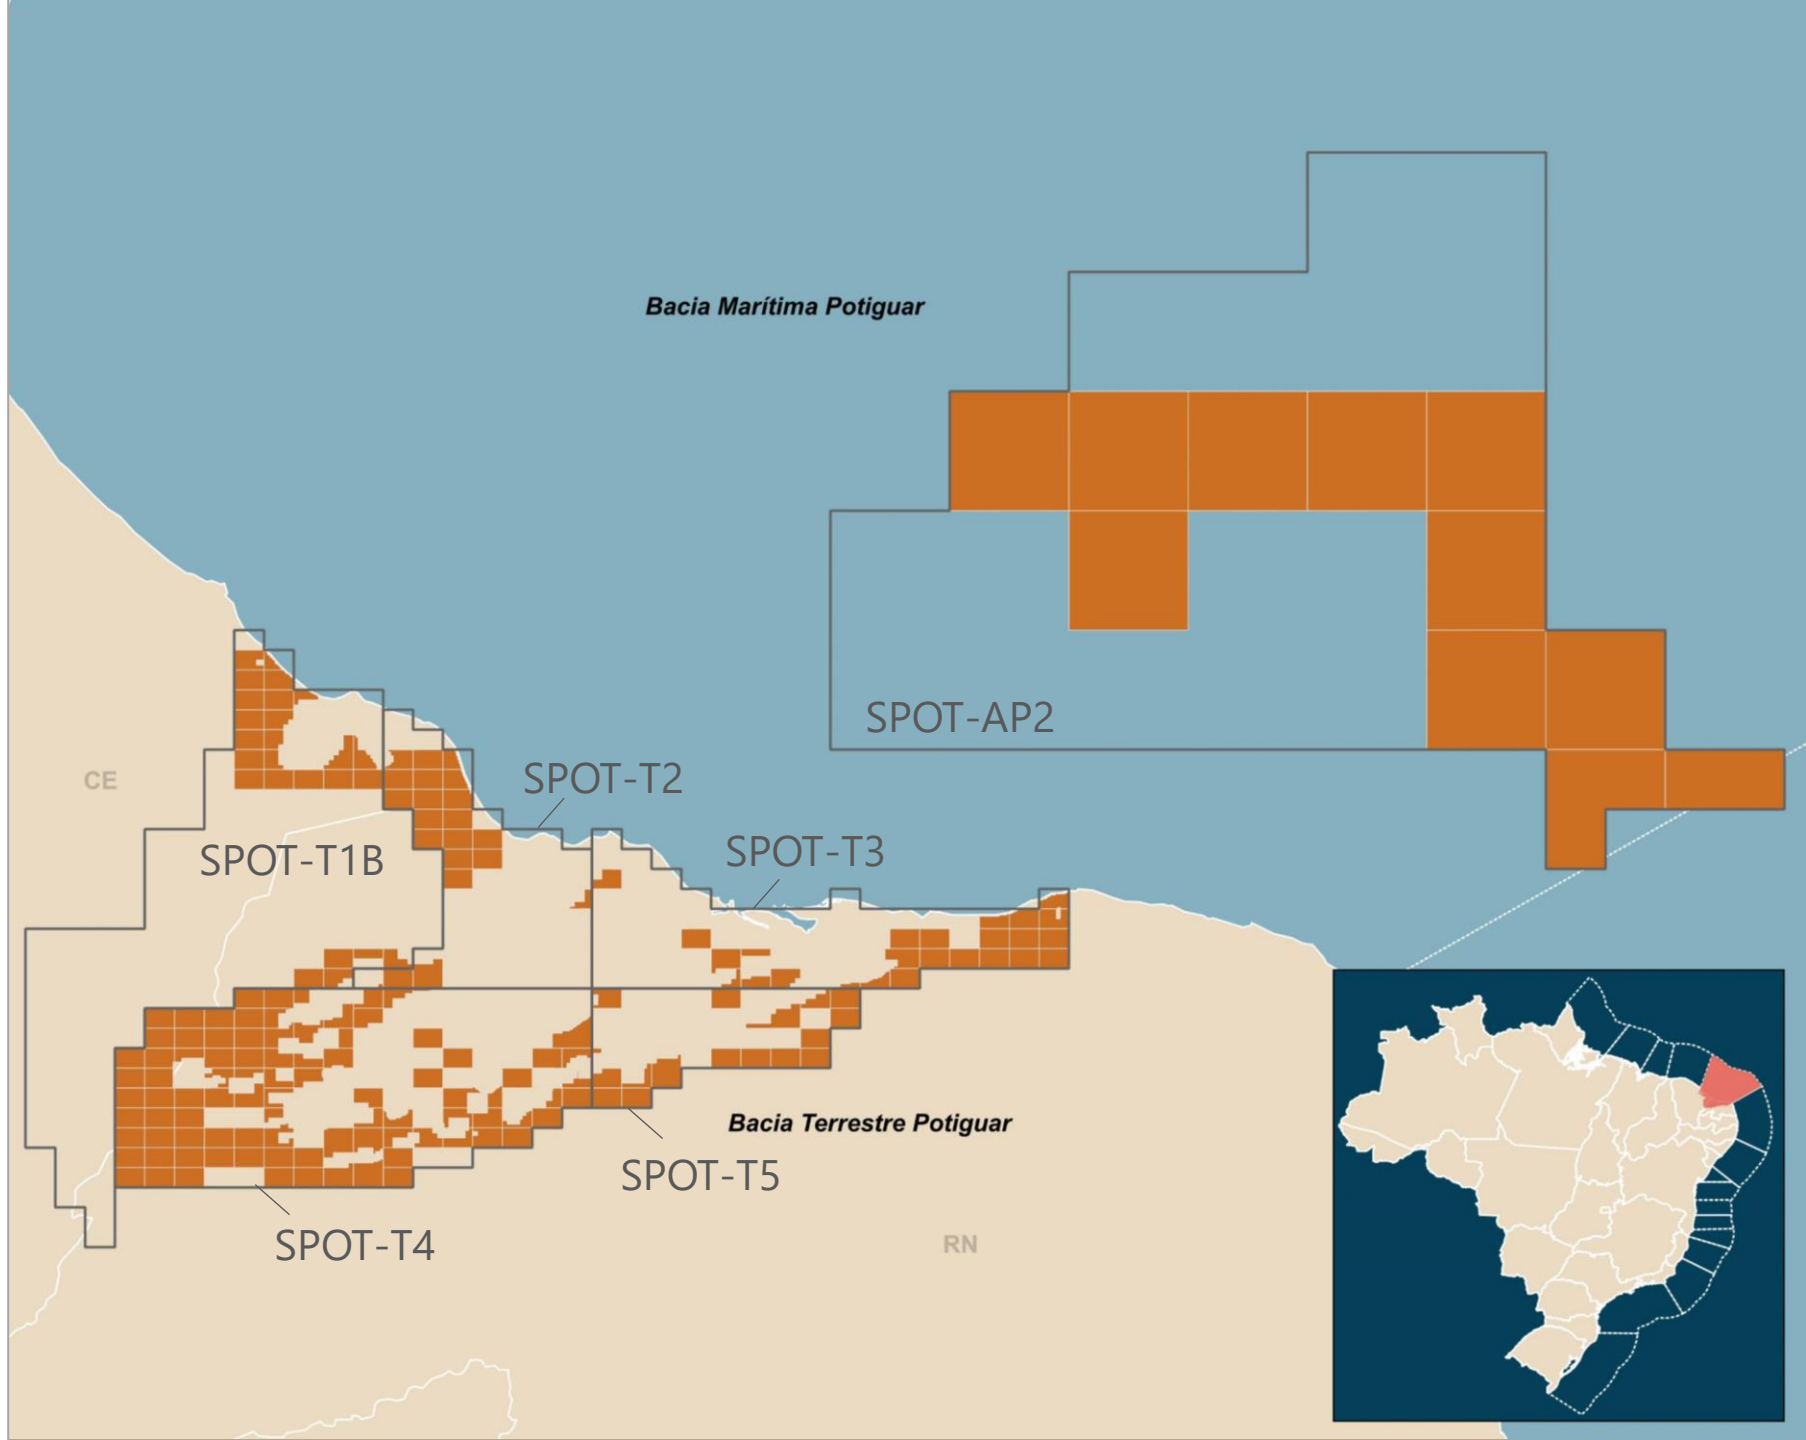 Bacia Marítima Potiguar
SPOT-AP2
CE
SPOT-T2
SPOT-T1B
SPOT-T3
Bacia Terrestre Potiguar
SPOT-T5
SPOT-T4
RN